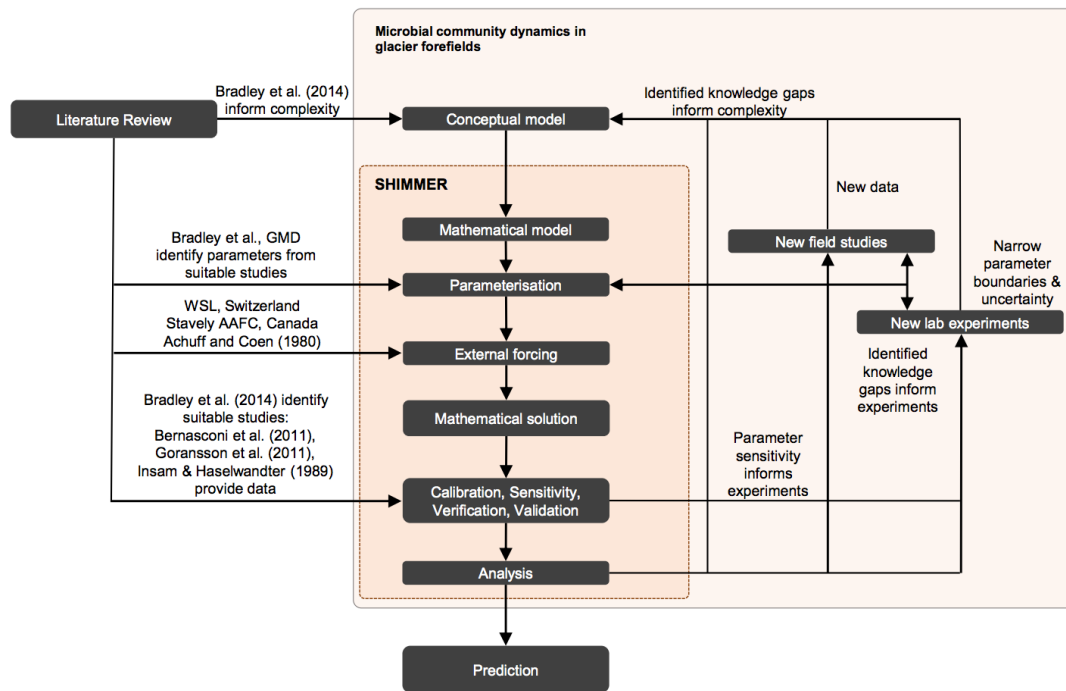 Microbial community dynamics in
glacier forefields
Bradley et al. (2014)
inform complexity
Identified knowledge gaps
inform complexity
Literature Review
Conceptual model
SHIMMER
New data
Mathematical model
New field studies
Bradley et al., GMD
identify parameters from
suitable studies
Narrow
parameter
boundaries &
uncertainty
Parameterisation
WSL, Switzerland
Stavely AAFC, Canada
Achuff and Coen (1980)
New lab experiments
External forcing
Identified
knowledge
gaps inform
experiments
Bradley et al. (2014) identify
suitable studies:
Bernasconi et al. (2011),
Goransson et al. (2011),
Insam & Haselwandter (1989)
provide data
Mathematical solution
Parameter
sensitivity
informs
experiments
Calibration, Sensitivity,
Verification, Validation
Analysis
Prediction